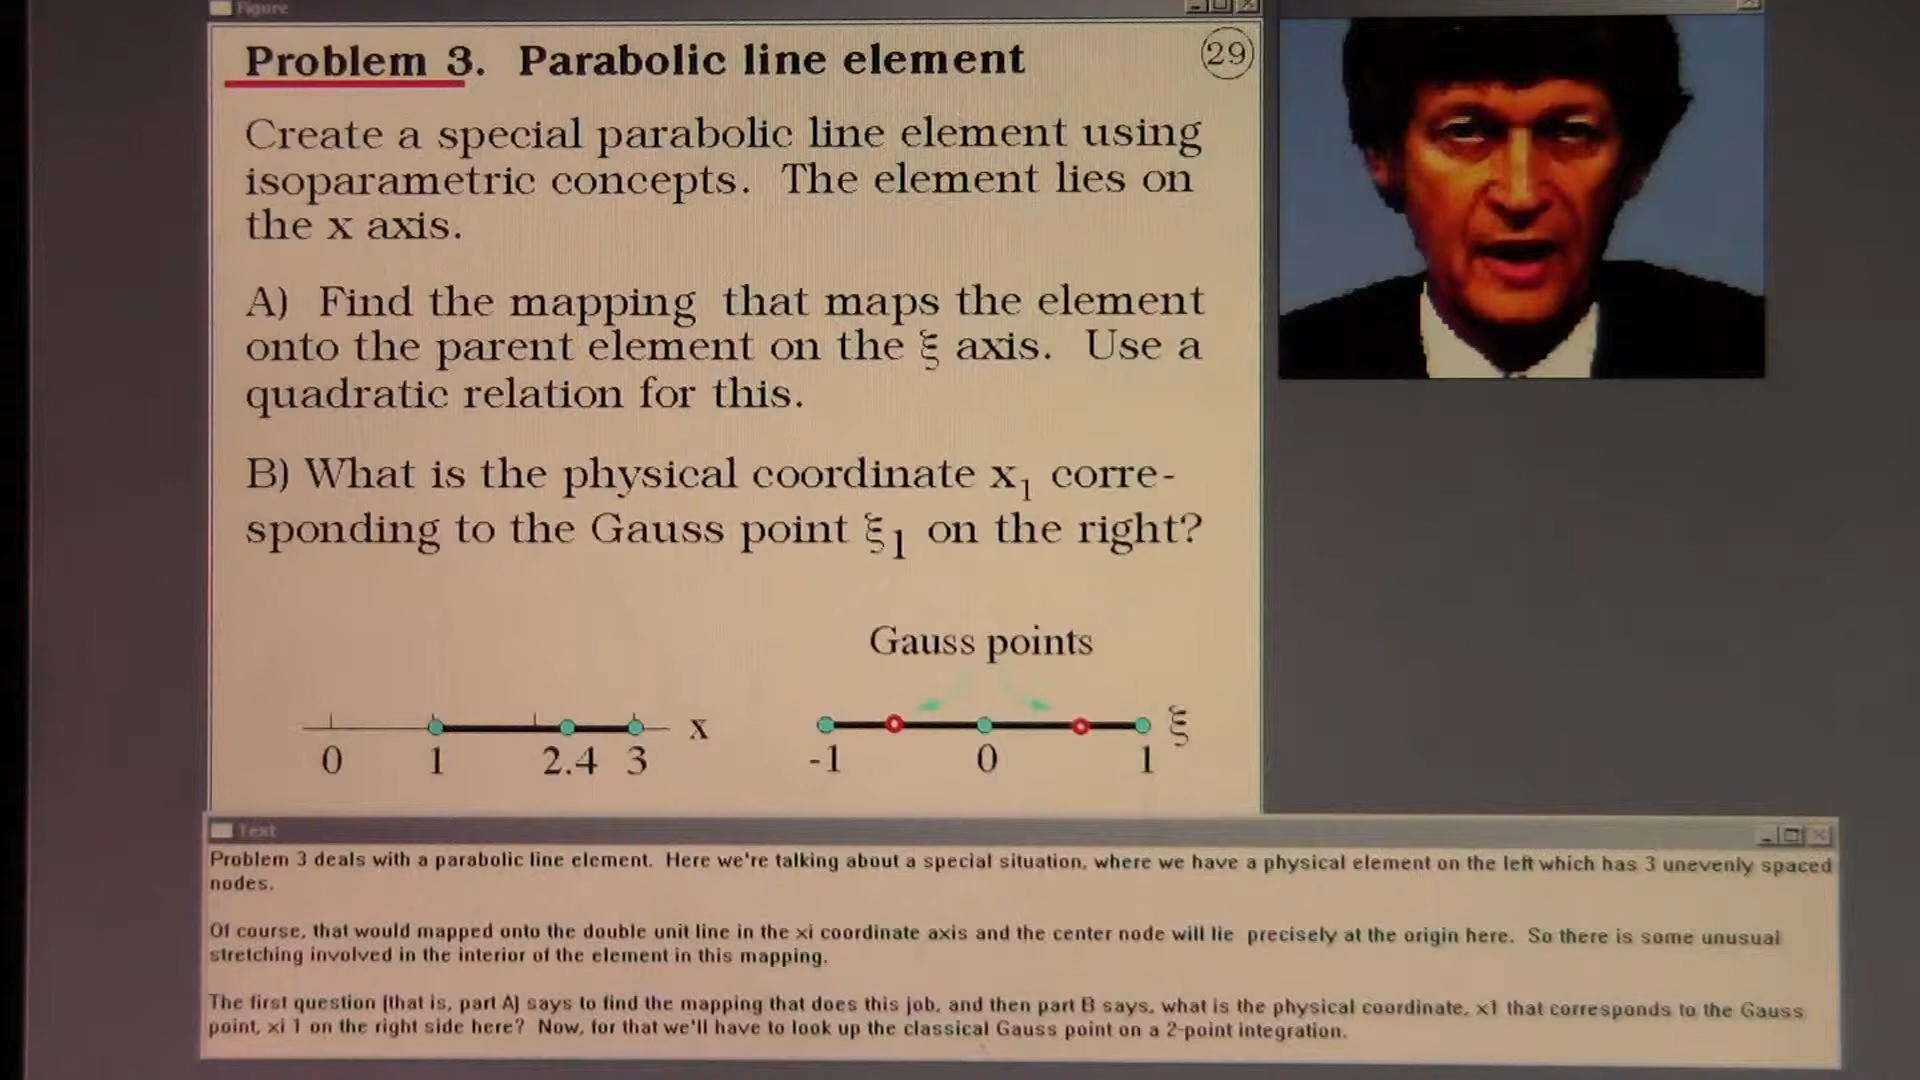 Figure
Problem 3. Parabolic line element
29
Create a special parabolic line element using
isoparametric concepts. The element lies on
the x axis.
A) Find the mapping that maps the element
onto the parent element on the ξ axis. Use a
quadratic relation for this.
B) What is the physical coordinate x₁ corre-
sponding to the Gauss point ξ₁ on the right?
Gauss points
x
ξ
0 1 2.4 3
-1 0 1
Text
Problem 3 deals with a parabolic line element. Here we're talking about a special situation, where we have a physical element on the left which has 3 unevenly spaced
nodes.
Of course, that would mapped onto the double unit line in the xi coordinate axis and the center node will lie precisely at the origin here. So there is some unusual
stretching involved in the interior of the element in this mapping.
The first question (that is, part A) says to find the mapping that does this job, and then part B says, what is the physical coordinate, x1 that corresponds to the Gauss
point, xi 1 on the right side here? Now, for that we'll have to look up the classical Gauss point on a 2-point integration.